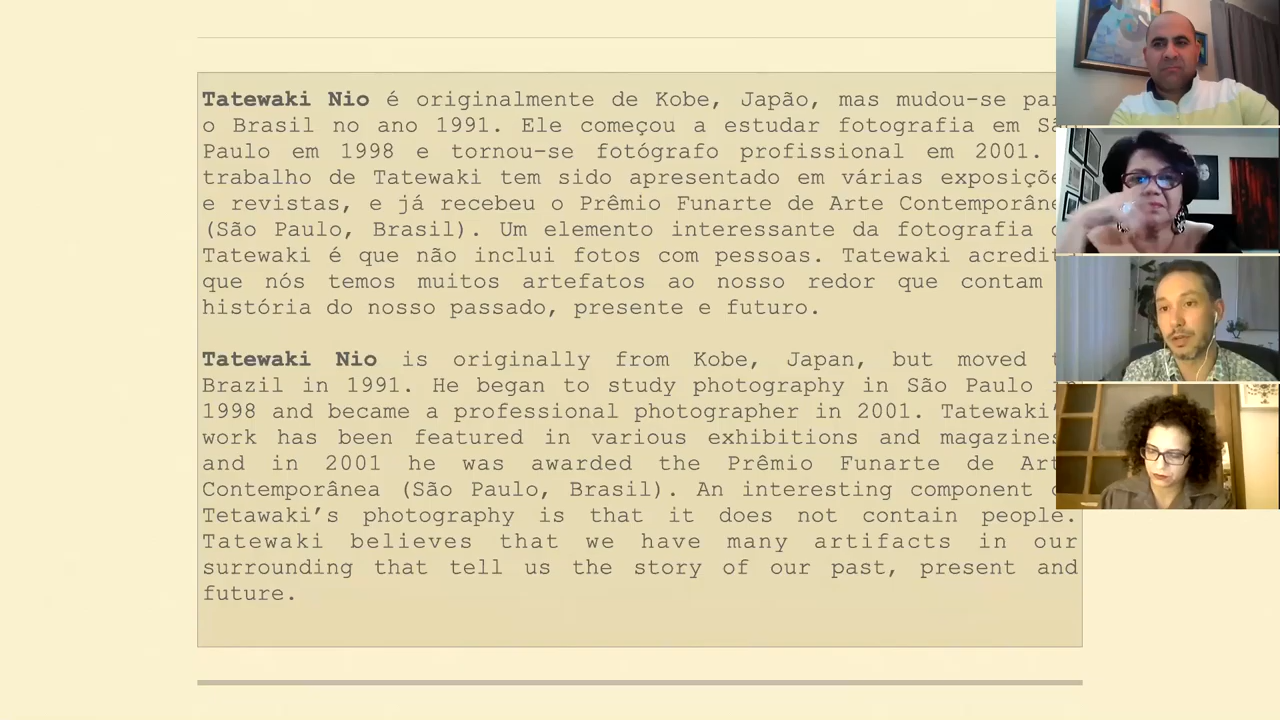 Tatewaki Nio é originalmente de Kobe, Japão, mas mudou-se
o Brasil no ano 1991. Ele começou a estudar fotografia em
Paulo em 1998 e tornou-se fotógrafo profissional em 2001.
trabalho de Tatewaki tem sido apresentado em várias
e revistas, e já recebeu o Prêmio Funarte de Arte
(São Paulo, Brasil). Um elemento interessante da fotografia
Tatewaki é que não inclui fotos com pessoas. Tatewaki
que nós temos muitos artefatos ao nosso redor que contam
história do nosso passado, presente e futuro.
Tatewaki Nio is originally from Kobe, Japan, but moved
Brazil in 1991. He began to study photography in São Paulo
1998 and became a professional photographer in 2001.
work has been featured in various exhibitions and magazines
and in 2001 he was awarded the Prêmio Funarte de
Contemporânea (São Paulo, Brasil). An interesting component
Tetawaki’s photography is that it does not contain people.
Tatewaki believes that we have many artifacts in our
surrounding that tell us the story of our past, present and
future.